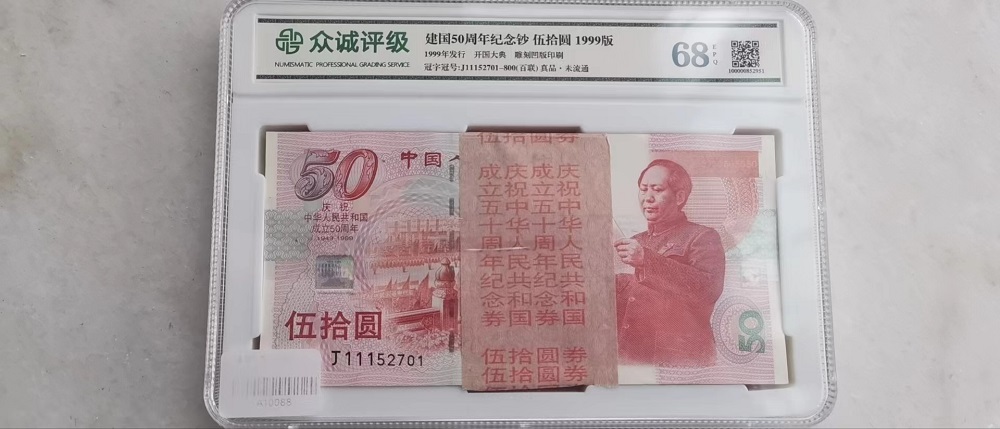 众诚评级
NUMISMATIC PROFESSIONAL GRADING SERVICE
建国50周年纪念钞 伍拾圆 1999版
1999年发行 开国大典 雕刻凹版印刷
冠字冠号:J11152701-800(百联) 真品·未流通
68
EPQ
100000852951
50
中国人
庆祝
中华人民共和国
成立50周年
1949-1999
伍拾圆
J11152701
伍拾圆券
庆祝中华人民共和国
成立五十周年纪念券
庆祝中华人民共和国
成立五十周年纪念券
伍拾圆券
伍拾圆券
50
A10068